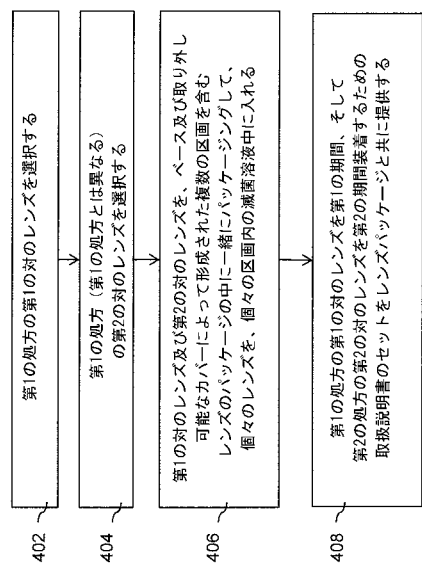 第1の処方の第1の対のレンズを選択する
402
第1の処方（第1の処方とは異なる）
の第2の対のレンズを選択する
404
第1の対のレンズ及び第2の対のレンズを、ベース及び取り外し
可能なカバーによって形成された複数の区画を含む
レンズのパッケージの中に一緒にパッケージングして、
個々のレンズを、個々の区画内の滅菌溶液中に入れる
406
第1の処方の第1の対のレンズを第1の期間、そして
第2の処方の第2の対のレンズを第2の期間装着するための
取扱説明書のセットをレンズパッケージと共に提供する
408